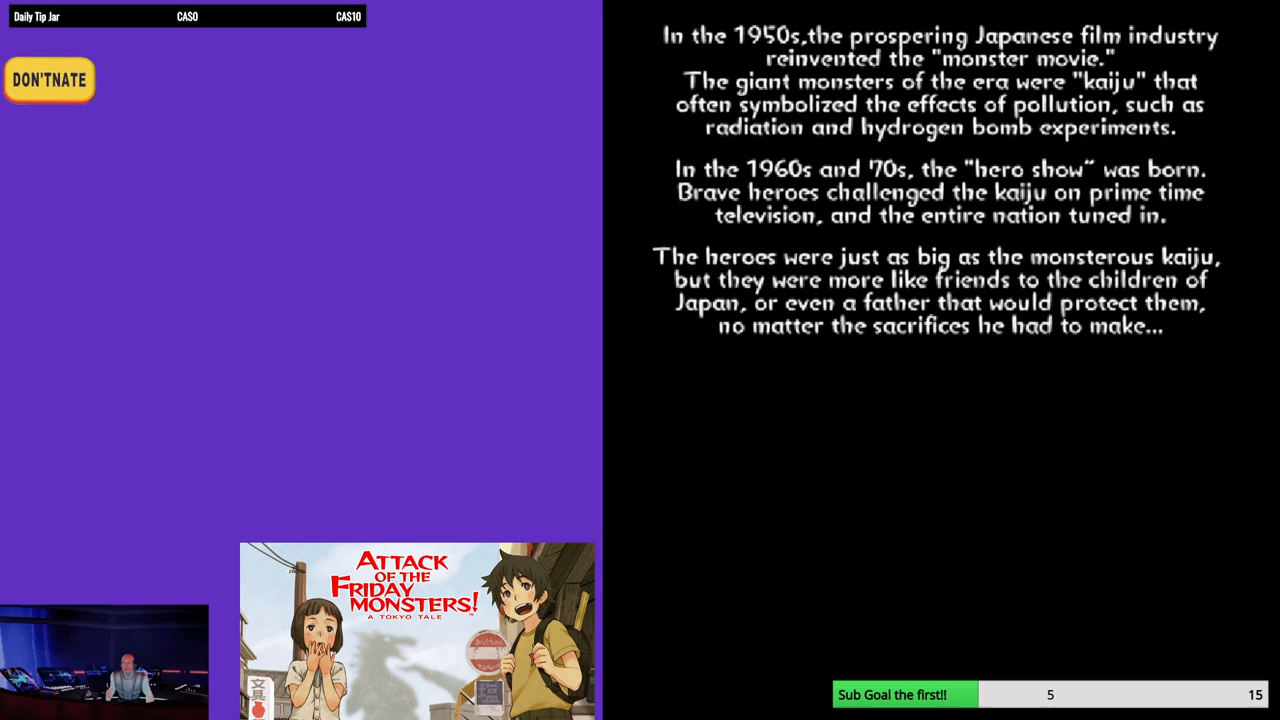 Daily Tip Jar CA$0 CA$10
DON'TNATE
In the 1950s,the prospering Japanese film industry
reinvented the "monster movie."
The giant monsters of the era were "kaiju" that
often symbolized the effects of pollution, such as
radiation and hydrogen bomb experiments.
In the 1960s and '70s, the "hero show" was born.
Brave heroes challenged the kaiju on prime time
television, and the entire nation tuned in.
The heroes were just as big as the monsterous kaiju,
but they were more like friends to the children of
Japan, or even a father that would protect them,
no matter the sacrifices he had to make...
ATTACK
OF THE
FRIDAY
MONSTERS!
A TOKYO TALE
文具
Sub Goal the first!! 5 15